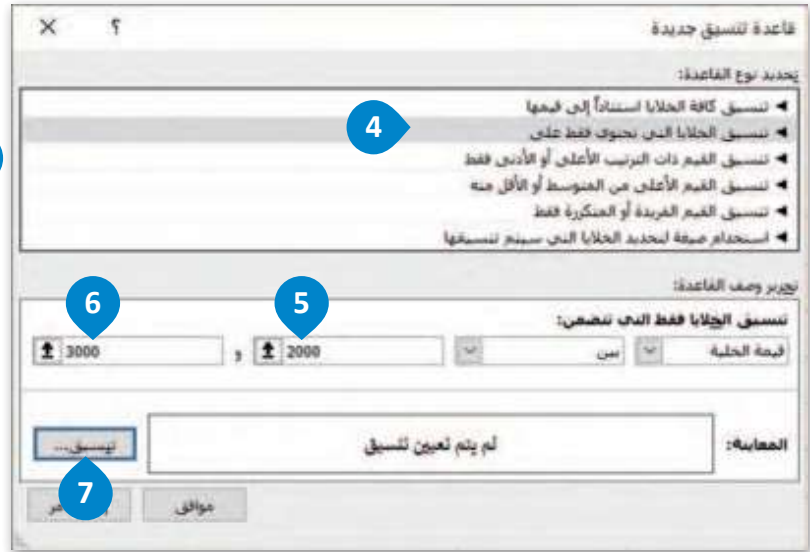 قاعدة تنسيق جديدة ؟ ×
تحديد نوع القاعدة:
◄ تنسيق كافة الخلايا استناداً إلى قيمها
◄ تنسيق الخلايا التي تحتوي فقط على 4
◄ تنسيق القيم ذات الترتيب الأعلى أو الأدنى فقط
◄ تنسيق القيم الأعلى من المتوسط أو الأقل منه
◄ تنسيق القيم الفريدة أو المتكررة فقط
◄ استخدام صيغة لتحديد الخلايا التي سيتم تنسيقها
تحرير وصف القاعدة:
5 6
تنسيق الخلايا فقط التي تتضمن:
قيمة الخلية بين 2000 و 3000
المعاينة: لم يتم تعيين تنسيق تنسيق...
7
موافق